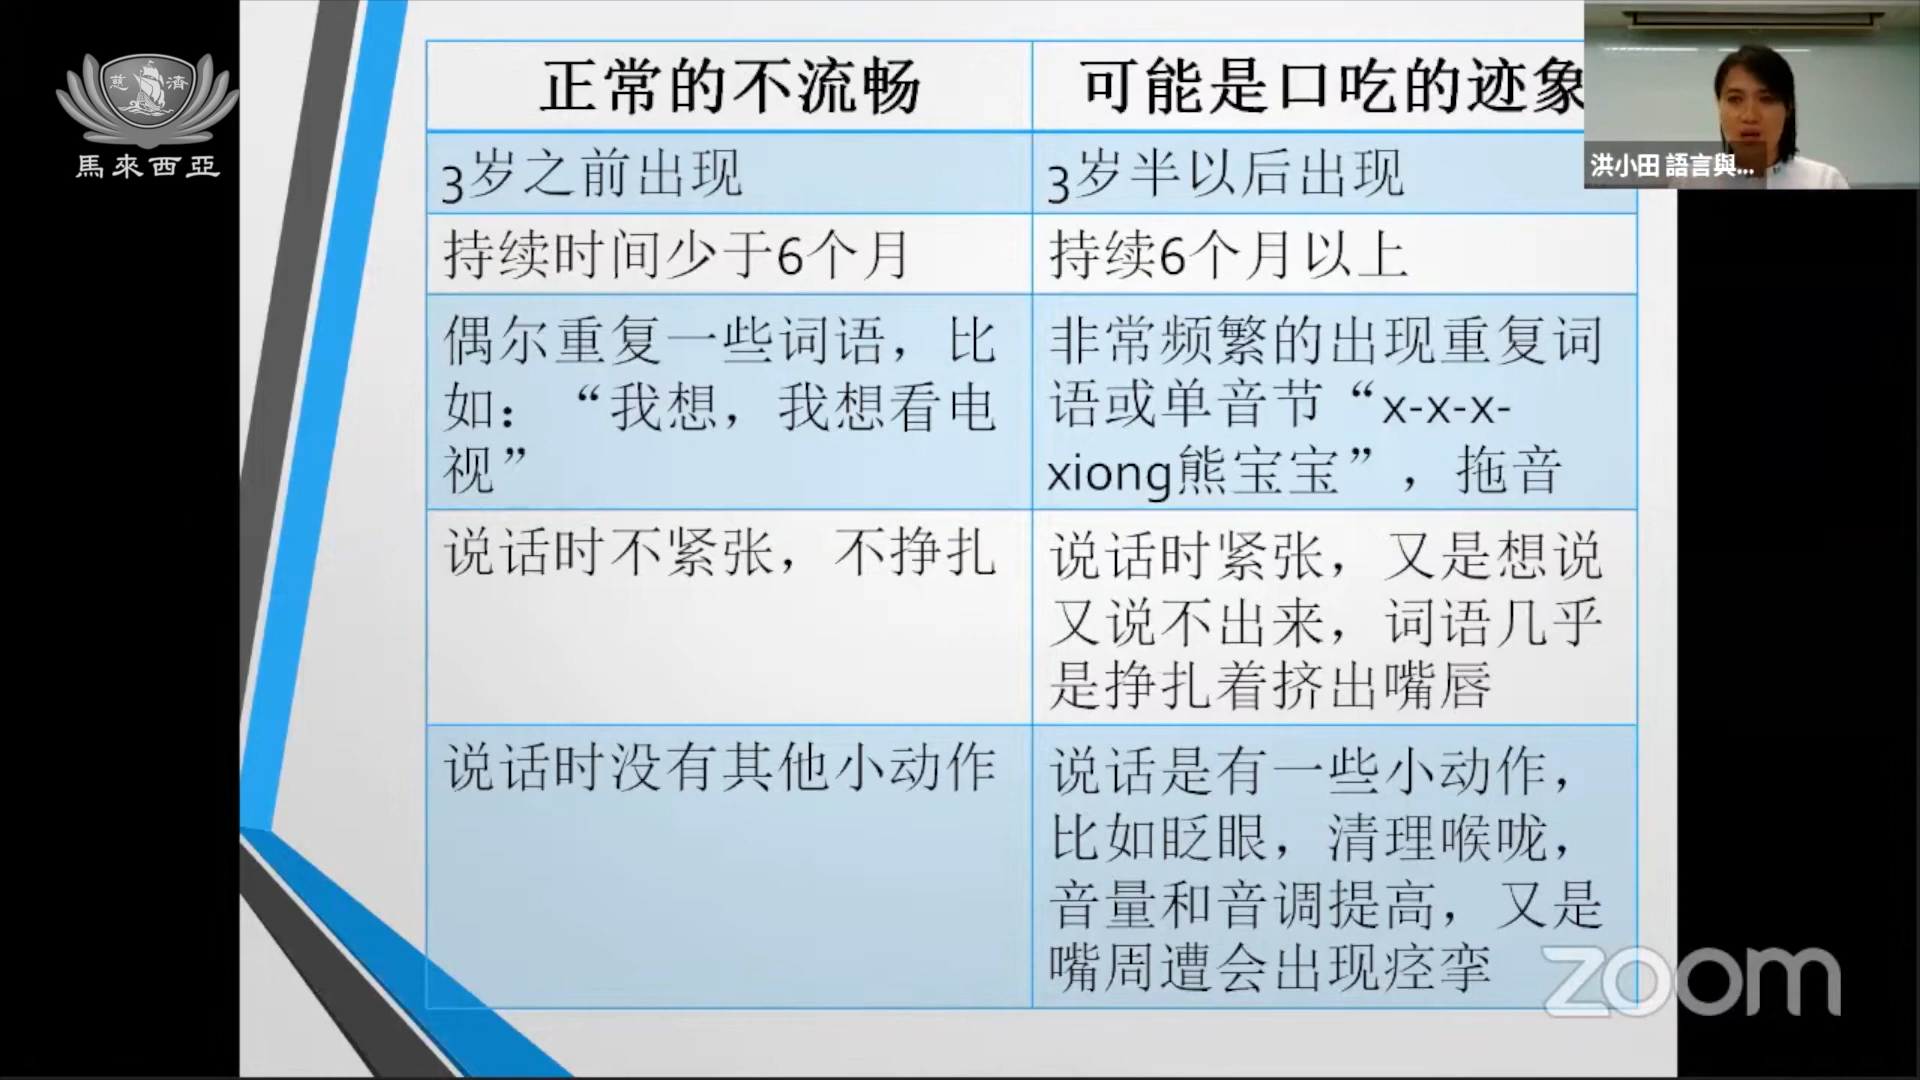 慈濟
馬來西亞
正常的不流畅
可能是口吃的迹象
3岁之前出现
3岁半以后出现
持续时间少于6个月
持续6个月以上
偶尔重复一些词语，比
如：“我想，我想看电
视”
非常频繁的出现重复词
语或单音节“x-x-x-
xiong熊宝宝”，拖音
说话时不紧张，不挣扎
说话时紧张，又是想说
又说不出来，词语几乎
是挣扎着挤出嘴唇
说话时没有其他小动作
说话是有一些小动作，
比如眨眼，清理喉咙，
音量和音调提高，又是
嘴周遭会出现痉挛
洪小田 語言與...
zoom